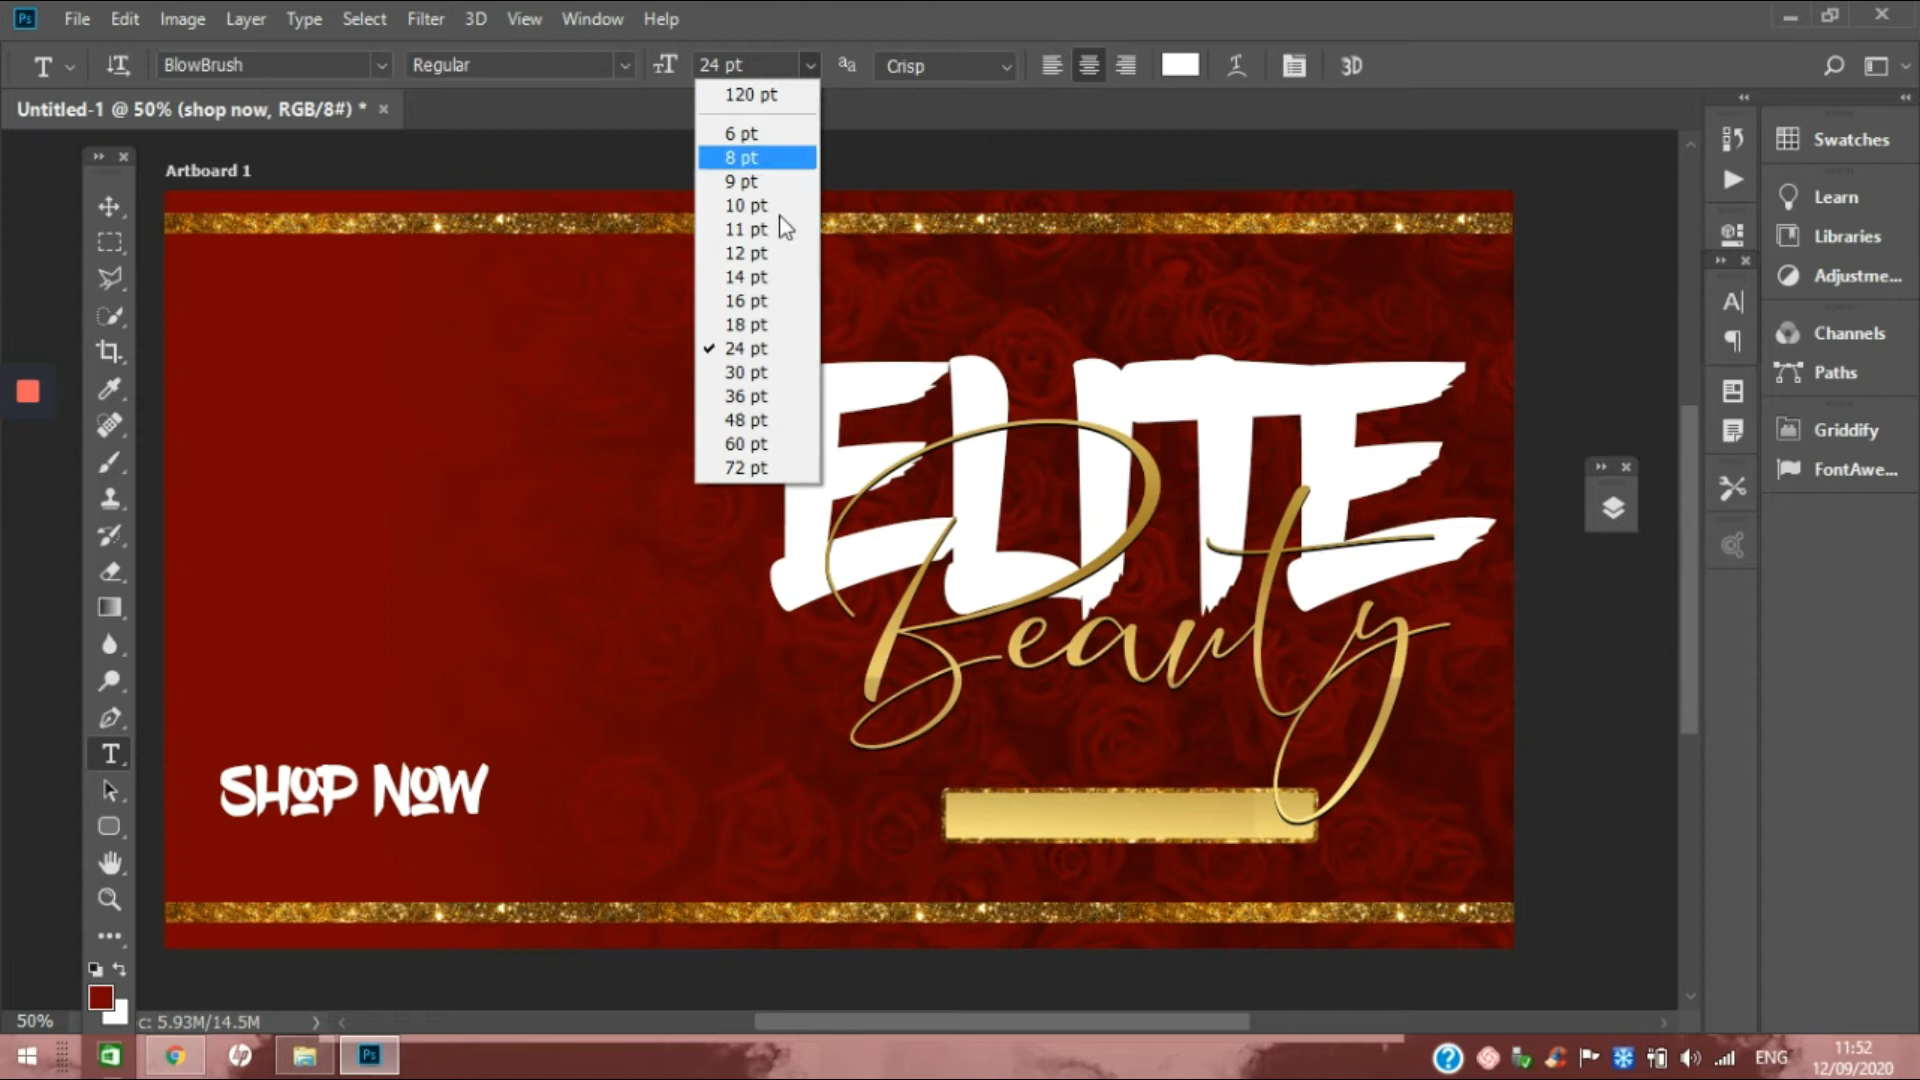 Ps File Edit Image Layer Type Select Filter 3D View Window Help
T BlowBrush Regular 24 pt aa Crisp 3D
Untitled-1 @ 50% (shop now, RGB/8#) * ×
120 pt
6 pt
8 pt
9 pt
10 pt
11 pt
12 pt
14 pt
16 pt
18 pt
24 pt
30 pt
36 pt
48 pt
60 pt
72 pt
Artboard 1
ELITE
Beauty
SHOP NOW
Swatches
Learn
Libraries
Adjustme...
Channels
Paths
Griddify
FontAwe...
50% c: 5.93M/14.5M
hp Ps ENG 11:52
12/09/2020